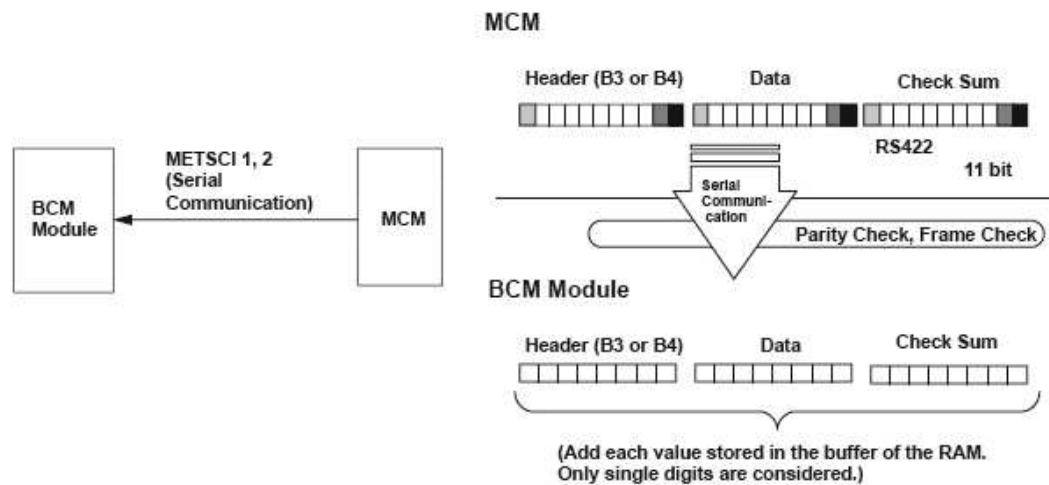 MCM
Header (B3 or B4)
Data
Check Sum
RS422
11 bit
METSCI 1, 2
(Serial
Communication)
BCM
Module
MCM
Serial
Communi-
cation
Parity Check, Frame Check
BCM Module
Header (B3 or B4)
Data
Check Sum
(Add each value stored in the buffer of the RAM.
Only single digits are considered.)